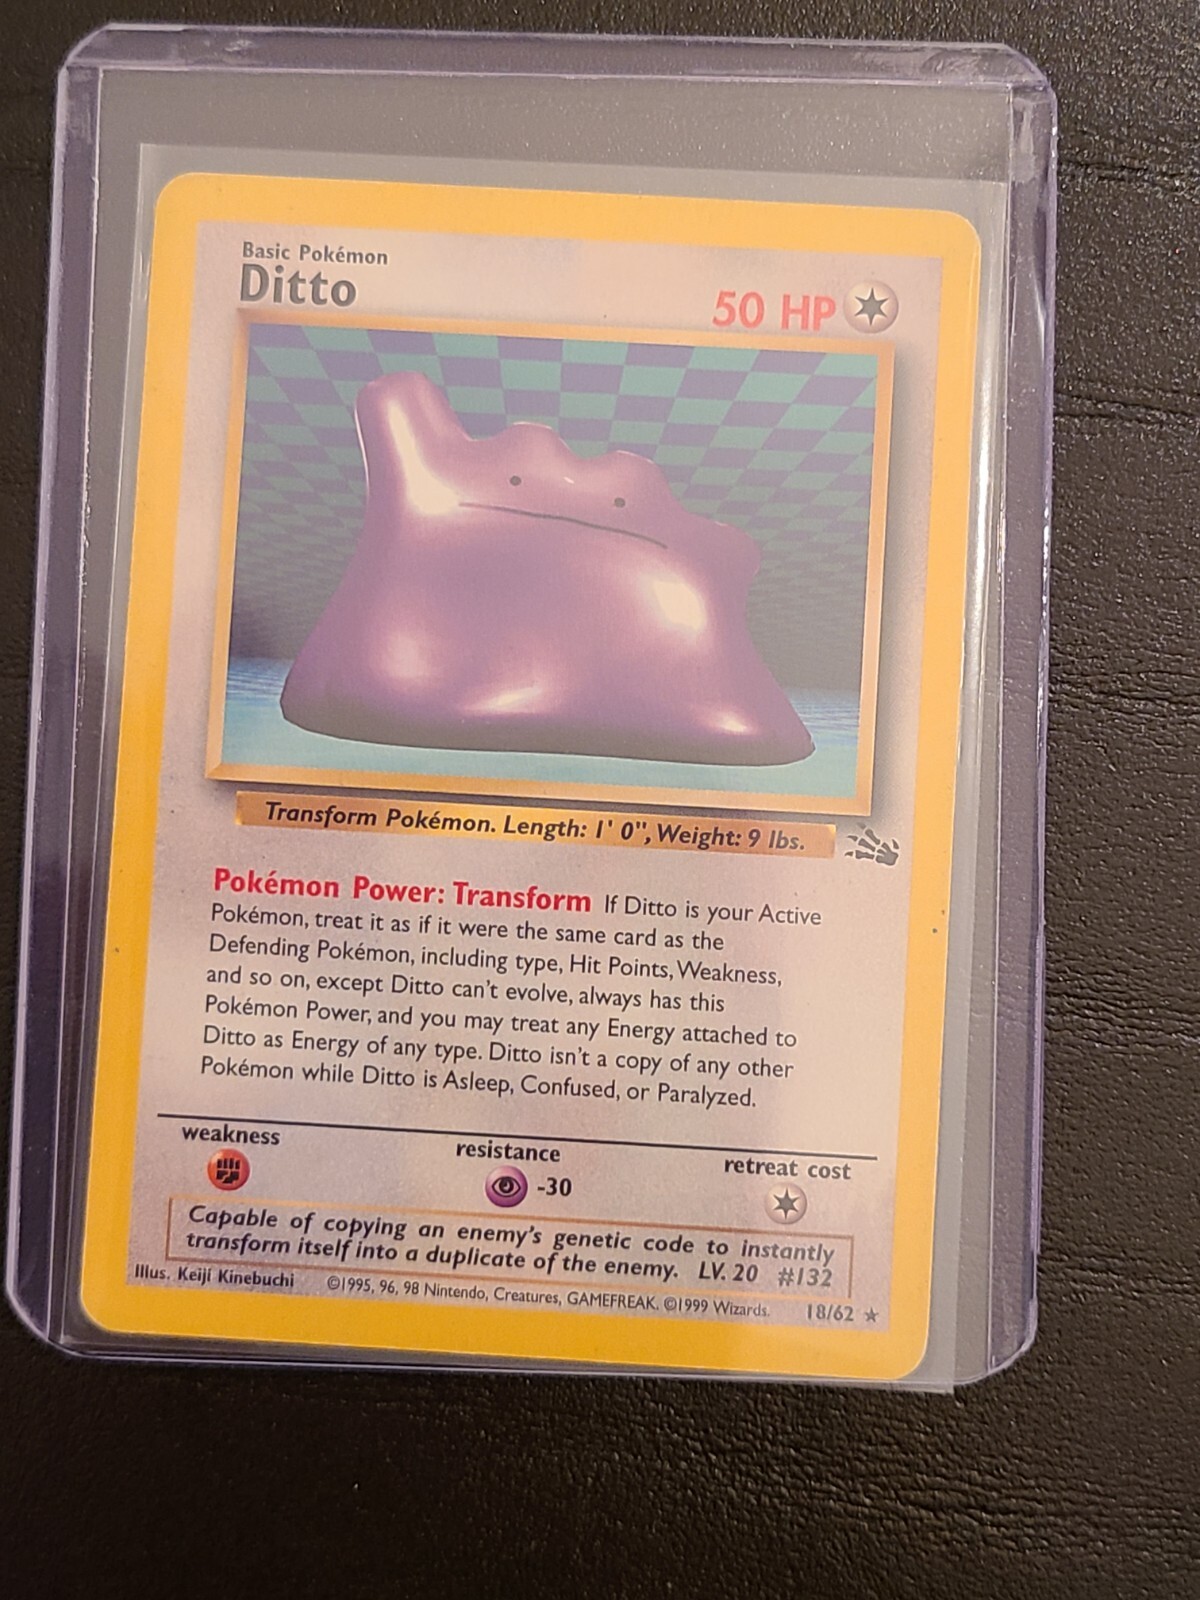 Basic Pokémon
Ditto
50 HP
Transform Pokémon. Length: 1' 0", Weight: 9 lbs.
Pokémon Power: Transform If Ditto is your Active
Pokémon, treat it as if it were the same card as the
Defending Pokémon, including type, Hit Points, Weakness,
and so on, except Ditto can't evolve, always has this
Pokémon Power, and you may treat any Energy attached to
Ditto as Energy of any type. Ditto isn't a copy of any other
Pokémon while Ditto is Asleep, Confused, or Paralyzed.
weakness
resistance
retreat cost
-30
Capable of copying an enemy's genetic code to instantly
transform itself into a duplicate of the enemy. LV. 20 #132
Illus. Keiji Kinebuchi ©1995, 96, 98 Nintendo, Creatures, GAMEFREAK. ©1999 Wizards. 18/62 ★